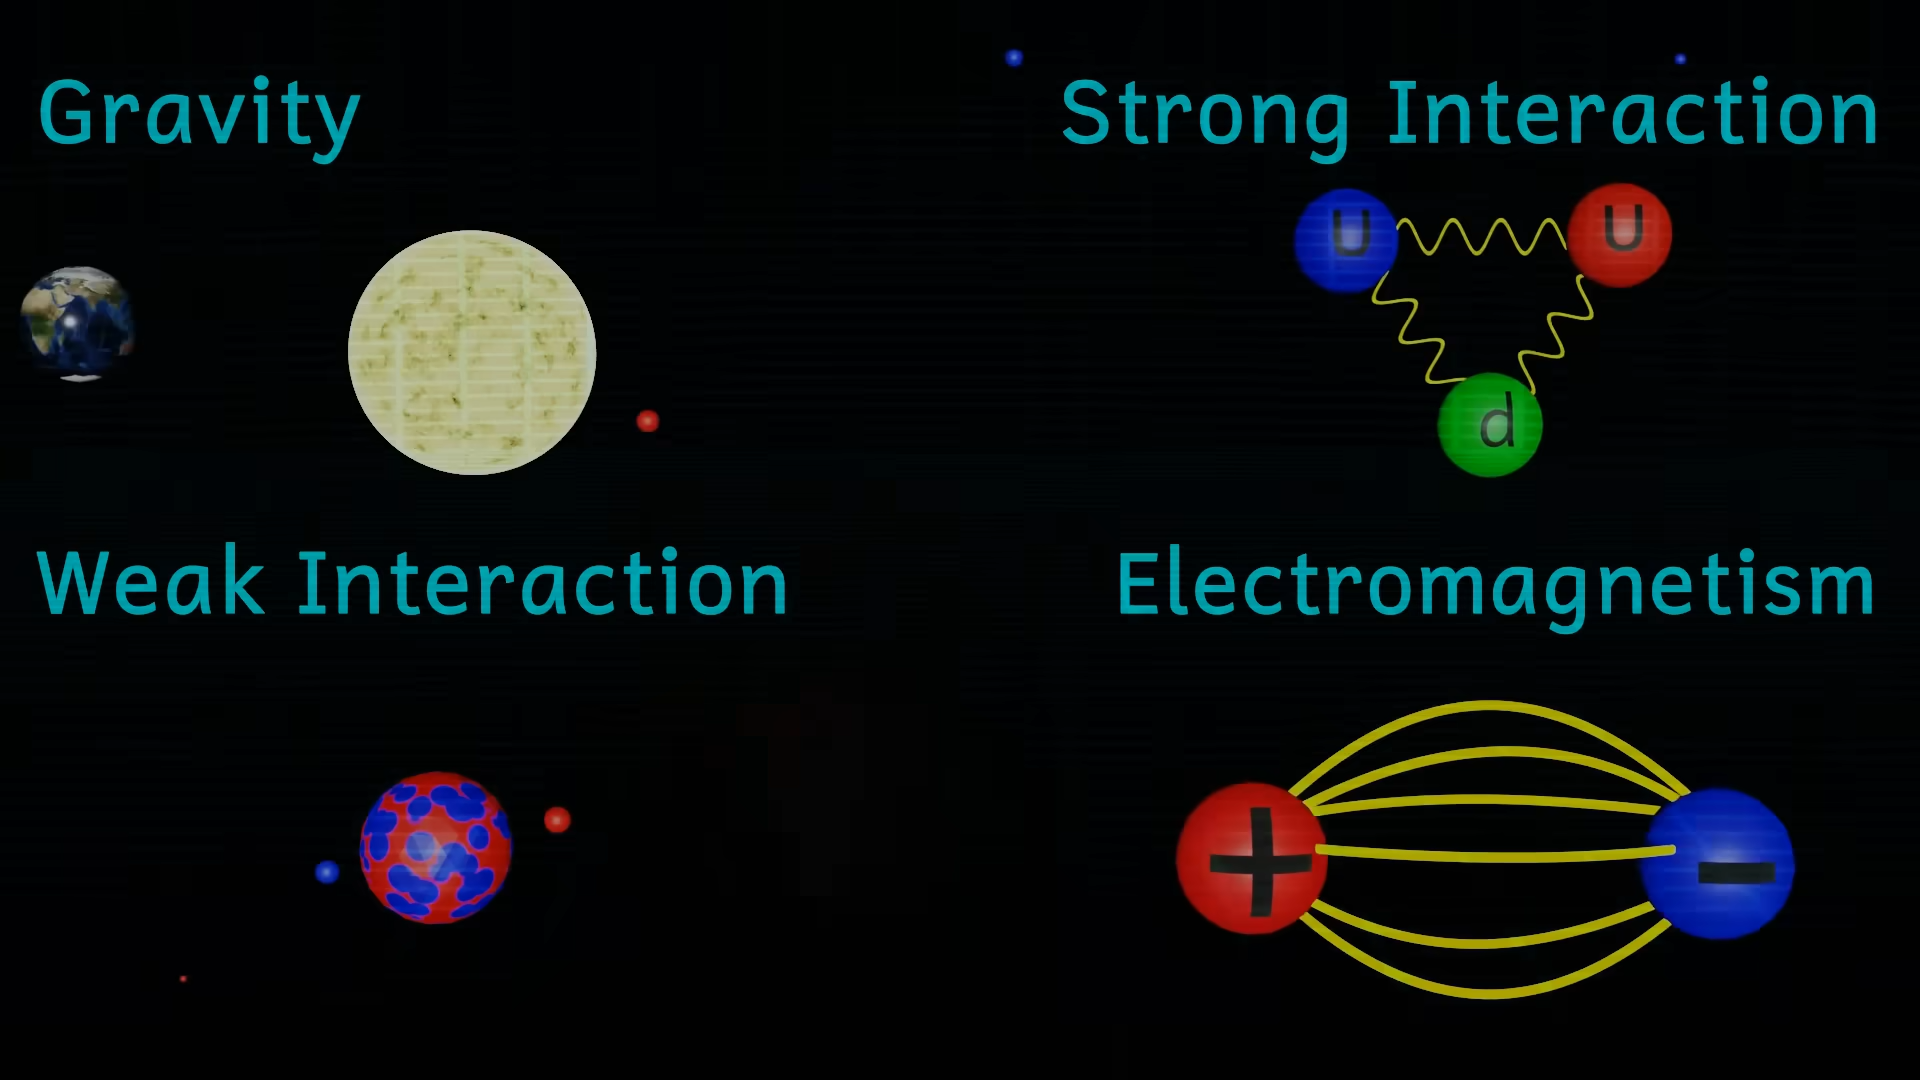 Gravity
Strong Interaction
U
U
d
Weak Interaction
Electromagnetism
+
-